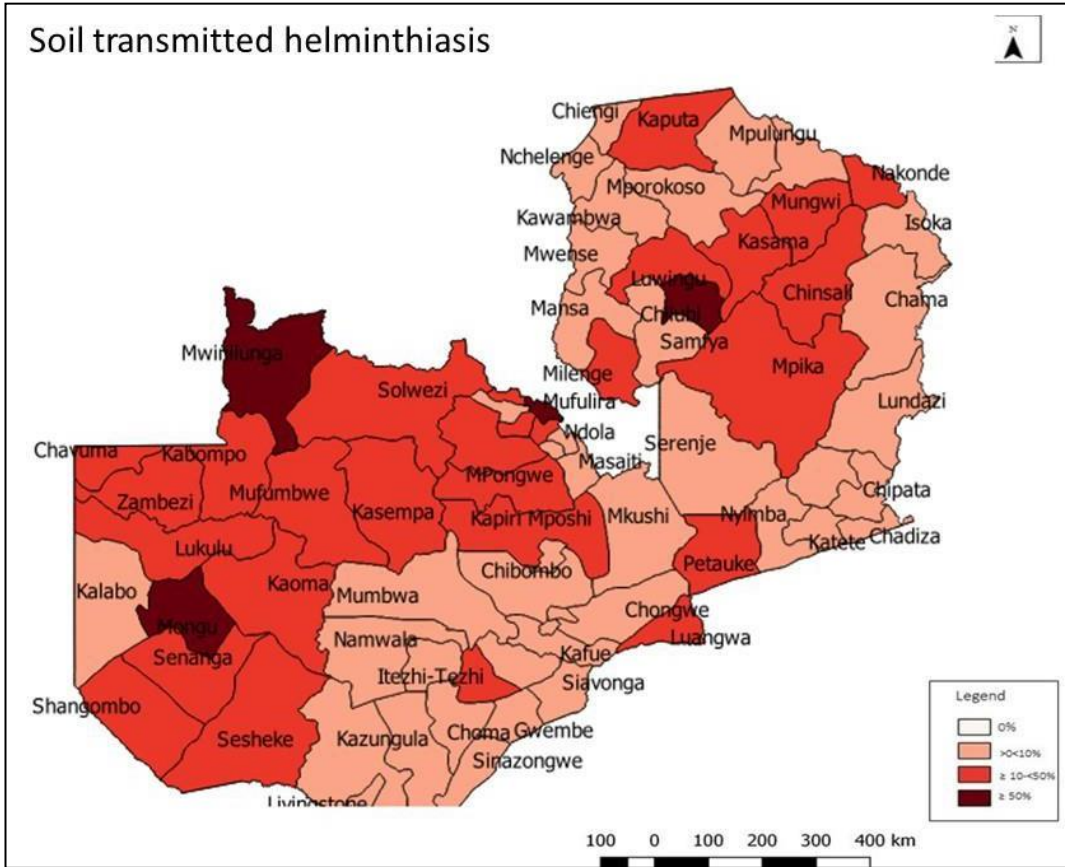 Soil transmitted helminthiasis
N
Chiengi
Kaputa
Mpulungu
Nchelenge
Nakonde
Mporokoso
Mungwi
Kawambwa
Isoka
Kasama
Mwense
Luwingu
Chinsali
Chama
Mansa
Chilubi
Samfya
Mwinilunga
Mpika
Milenge
Solwezi
Mufulira
Lundazi
Ndola
Serenje
Chavuma
Kabompo
Masaiti
MPongwe
Chipata
Zambezi
Mufumbwe
Kasempa
Kapiri Mposhi
Mkushi
Nyimba
Chadiza
Katete
Lukulu
Petauke
Chibombo
Kalabo
Kaoma
Mumbwa
Chongwe
Mongu
Luangwa
Namwala
Kafue
Senanga
Itezhi-Tezhi
Siavonga
Shangombo
Choma
Gwembe
Sesheke
Kazungula
Sinazongwe
Livingstone
Legend
0%
>0<10%
≥ 10-<50%
≥ 50%
100 0 100 200 300 400 km